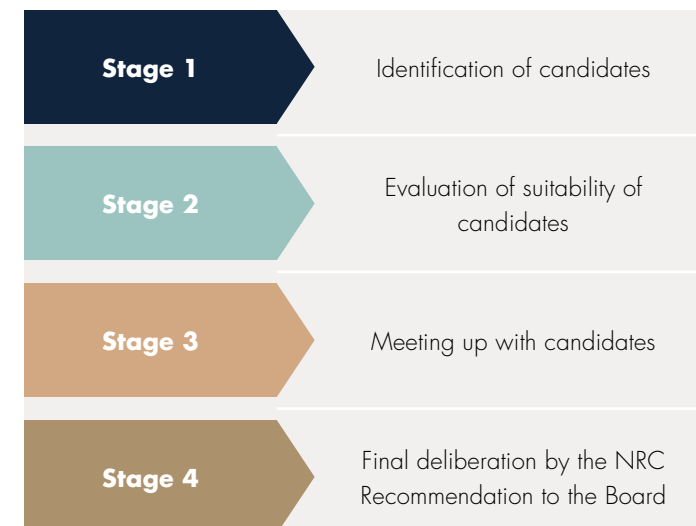 Stage 1
Identification of candidates
Stage 2
Evaluation of suitability of
candidates
Stage 3
Meeting up with candidates
Stage 4
Final deliberation by the NRC
Recommendation to the Board